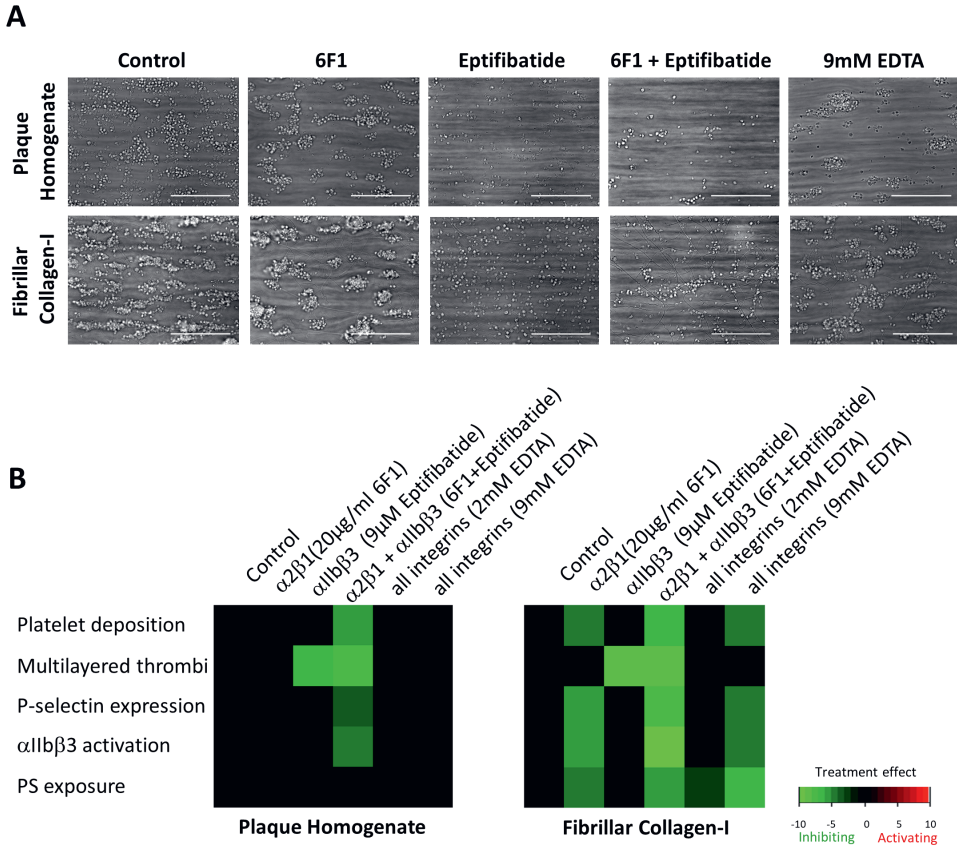 A
Control
6F1
Eptifibatide
6F1 + Eptifibatide
9mM EDTA
Plaque
Homogenate
Fibrillar
Collagen-I
B
Control
α2β1(20μg/ml 6F1)
αIIbβ3 (9μM Eptifibatide)
α2β1 + αIIbβ3 (6F1+Eptifibatide)
all integrins (2mM EDTA)
all integrins (9mM EDTA)
Control
α2β1(20μg/ml 6F1)
αIIbβ3 (9μM Eptifibatide)
α2β1 + αIIbβ3 (6F1+Eptifibatide)
all integrins (2mM EDTA)
all integrins (9mM EDTA)
Platelet deposition
Multilayered thrombi
P-selectin expression
αIIbβ3 activation
PS exposure
Plaque Homogenate
Fibrillar Collagen-I
Treatment effect
-10 -5 0 5 10
Inhibiting Activating